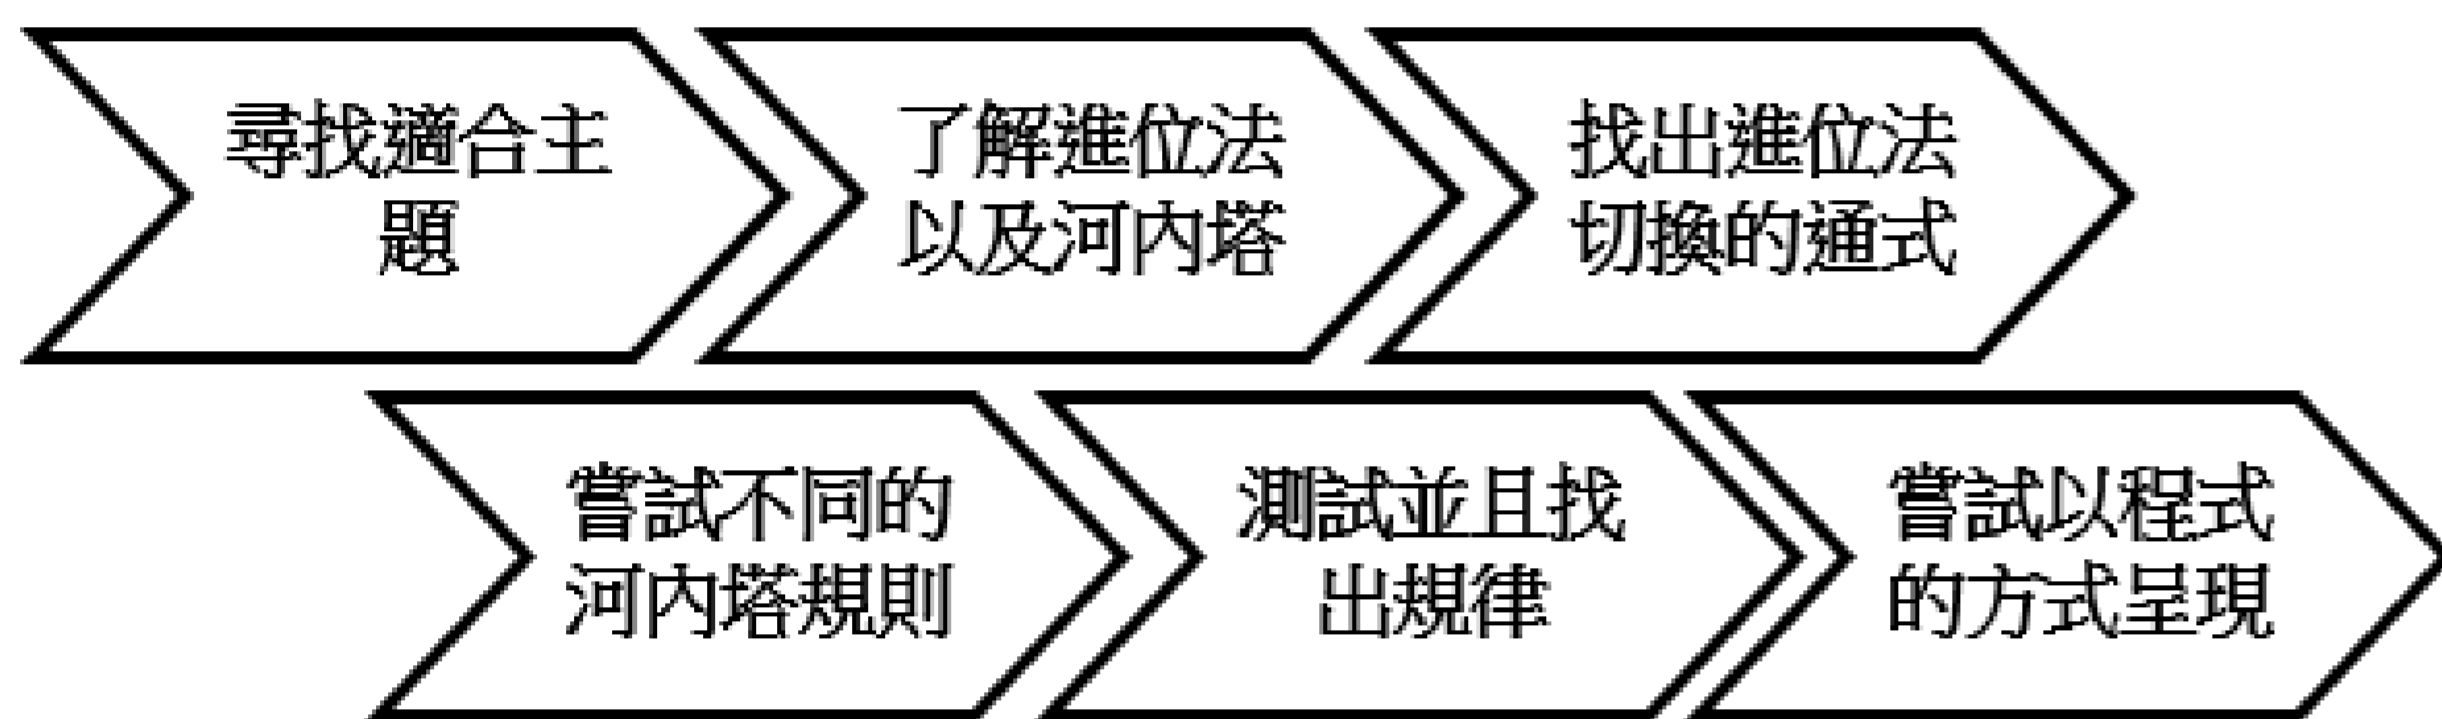 尋找適合主
題
了解進位法
以及河內塔
找出進位法
切換的通式
嘗試不同的
河內塔規則
測試並且找
出規律
嘗試以程式
的方式呈現